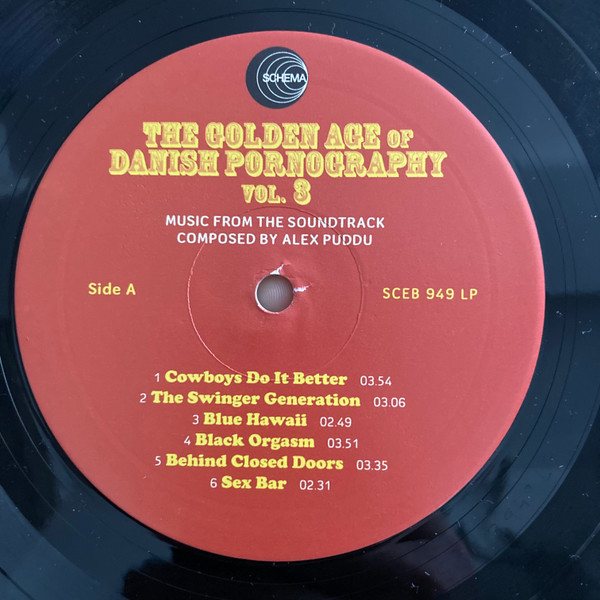 SCHEMA
THE GOLDEN AGE OF
DANISH PORNOGRAPHY
VOL. 3
MUSIC FROM THE SOUNDTRACK
COMPOSED BY ALEX PUDDU
Side A
SCEB 949 LP
1 Cowboys Do It Better 03.54
2 The Swinger Generation 03.06
3 Blue Hawaii 02.49
4 Black Orgasm 03.51
5 Behind Closed Doors 03.35
6 Sex Bar 02.31